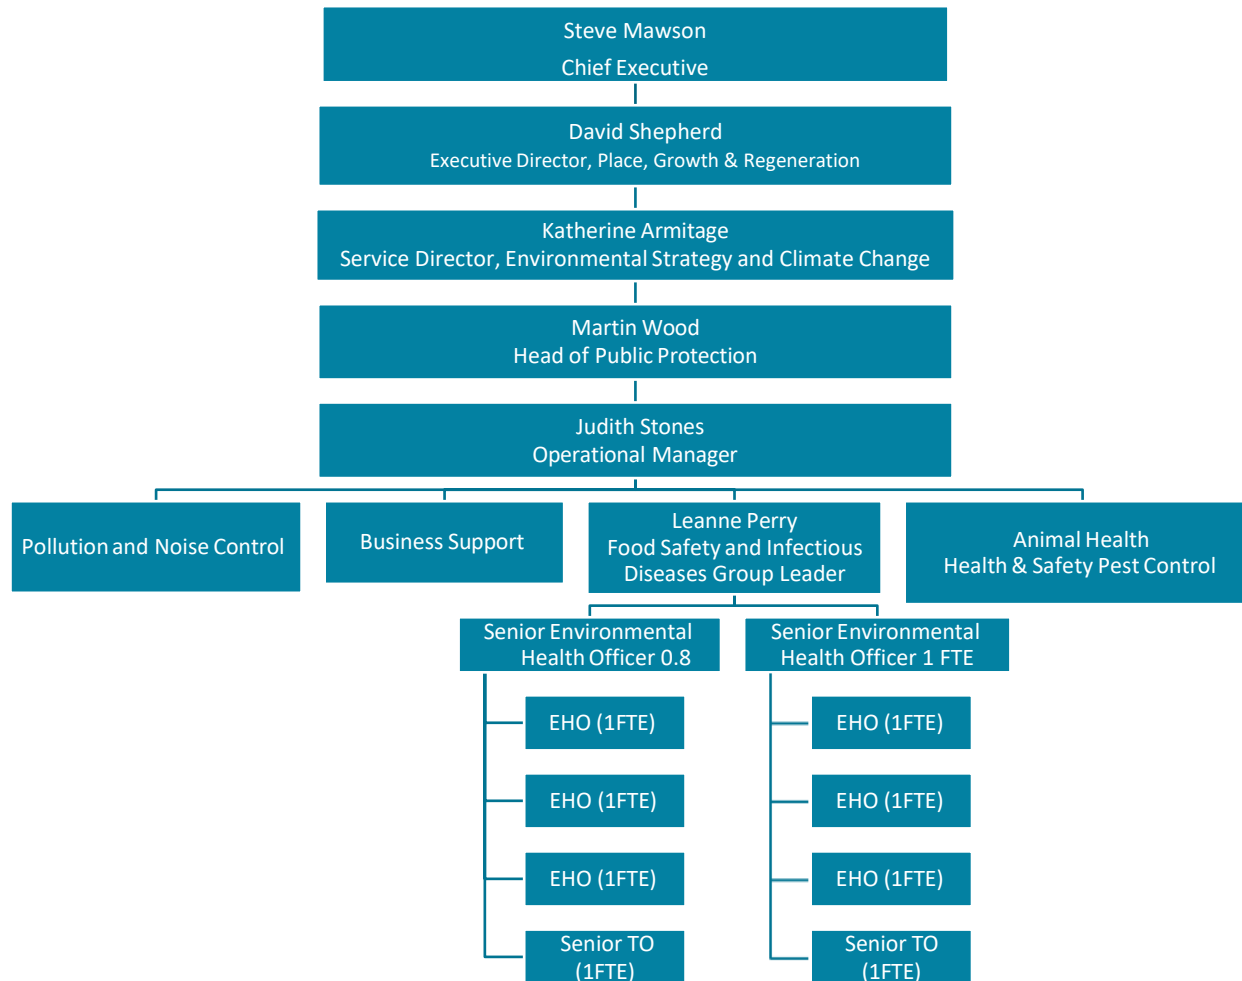 Steve Mawson
Chief Executive
David Shepherd
Executive Director, Place, Growth & Regeneration
Katherine Armitage
Service Director, Environmental Strategy and Climate Change
Martin Wood
Head of Public Protection
Judith Stones
Operational Manager
Pollution and Noise Control
Business Support
Leanne Perry
Food Safety and Infectious
Diseases Group Leader
Animal Health
Health & Safety Pest Control
Senior Environmental
Health Officer 0.8
Senior Environmental
Health Officer 1 FTE
EHO (1FTE)
EHO (1FTE)
EHO (1FTE)
Senior TO
(1FTE)
EHO (1FTE)
EHO (1FTE)
EHO (1FTE)
Senior TO
(1FTE)